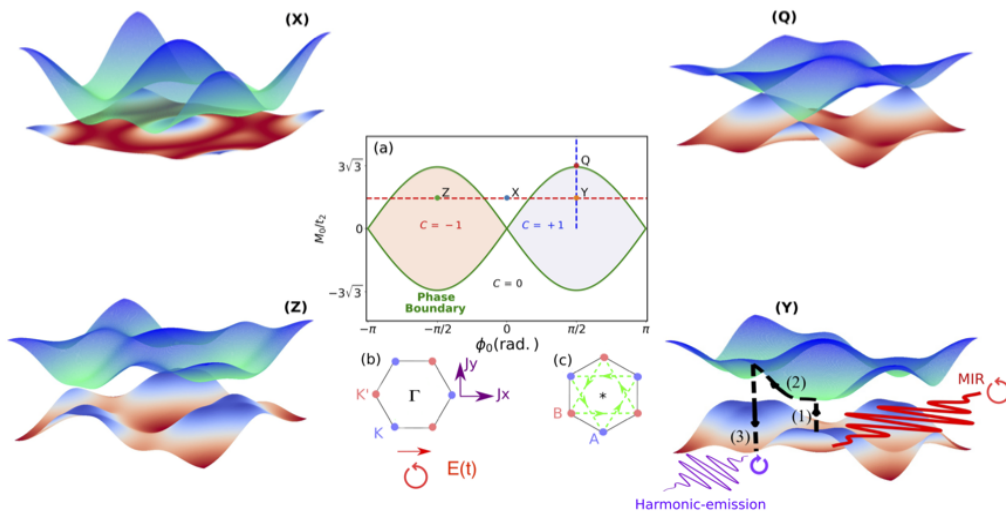 (X)
(Q)
(a)
3√3
0
−3√3
M₀/t₂
Z
X
Q
Y
C = −1
C = +1
C = 0
Phase
Boundary
−π
−π/2
0
π/2
π
ϕ₀(rad. )
(Z)
(Y)
(b)
K'
Γ
K
Jy
Jx
E(t)
(c)
*
B
A
(2)
(1)
(3)
MIR
Harmonic-emission